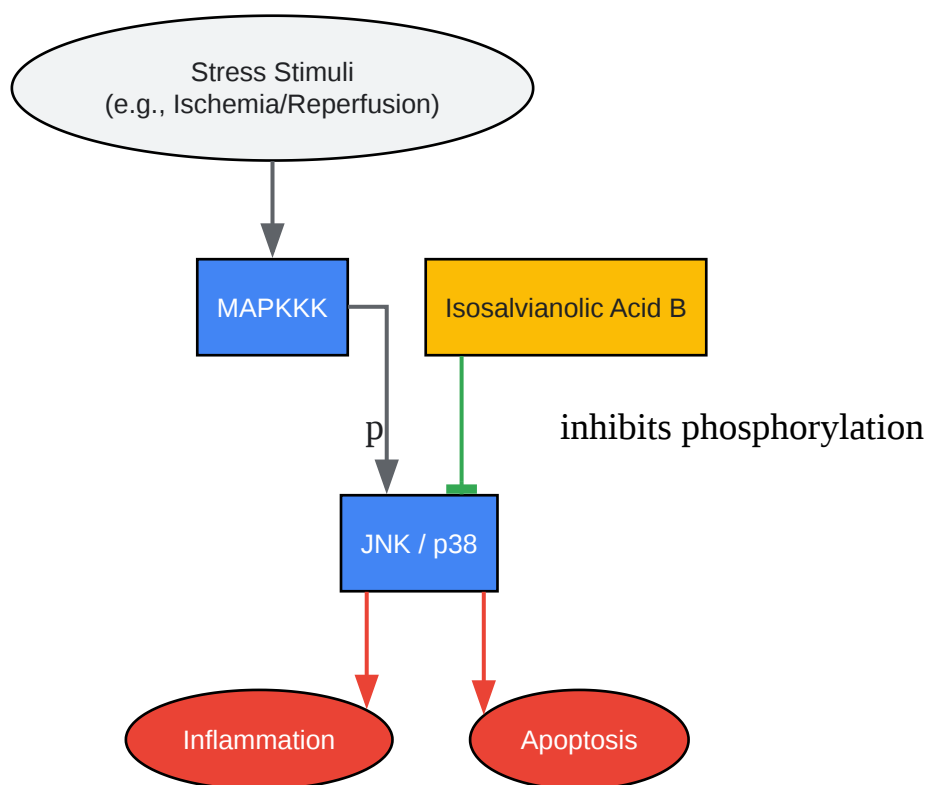 Stress Stimuli
(e.g., Ischemia/Reperfusion)
MAPKKK
Isosalvianolic Acid B
p
inhibits phosphorylation
JNK / p38
Inflammation
Apoptosis